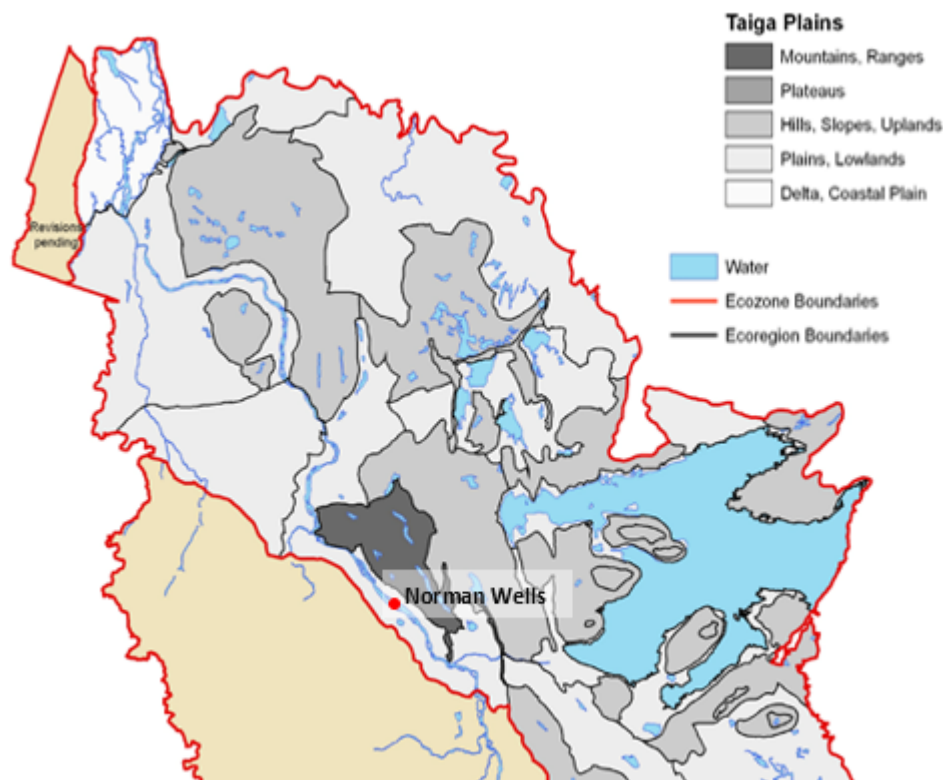 Taiga Plains
Mountains, Ranges
Plateaus
Hills, Slopes, Uplands
Plains, Lowlands
Delta, Coastal Plain
Revisions
pending
Water
Ecozone Boundaries
Ecoregion Boundaries
Norman Wells